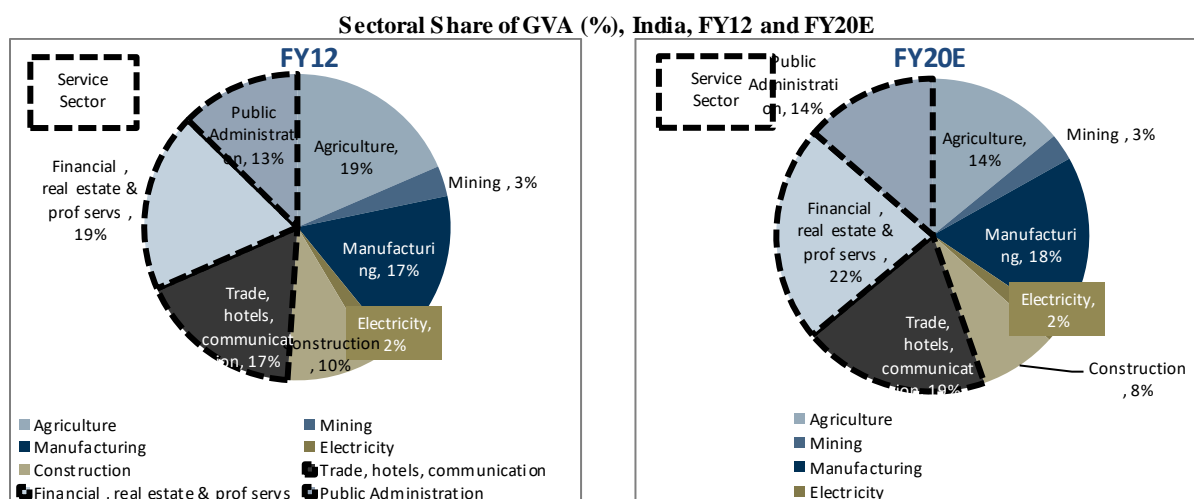 Sectoral Share of GVA (%), India, FY12 and FY20E
FY12
Service
Sector
Public
Administrati
on, 13%
Agriculture,
19%
Mining , 3%
Manufacturi
ng, 17%
Electricity,
2%
Construction
, 10%
Trade,
hotels,
communicat
ion, 17%
Financial ,
real estate &
prof servs ,
19%
Agriculture
Mining
Manufacturing
Electricity
Construction
Trade, hotels, communication
Financial , real estate & prof servs
Public Administration
FY20E
Service
Sector
Public
Administrati
on, 14%
Agriculture,
14%
Mining , 3%
Manufacturi
ng, 18%
Electricity,
2%
Construction
, 8%
Trade,
hotels,
communicat
ion, 19%
Financial ,
real estate &
prof servs ,
22%
Agriculture
Mining
Manufacturing
Electricity